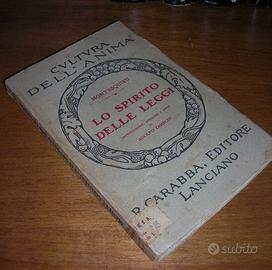 CVLTVRA
DELL'ANIMA
MONTESQUIEU
LO SPIRITO
DELLE LEGGI
R. CARABBA, EDITORE
LANCIANO
subito